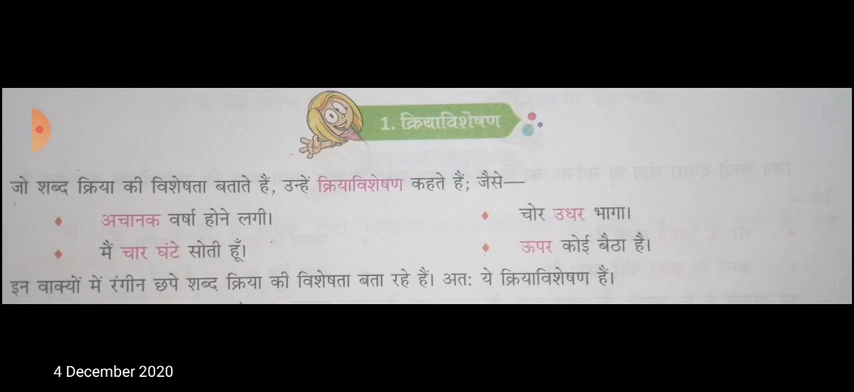 1. क्रियाविशेषण
जो शब्द क्रिया की विशेषता बताते हैं, उन्हें क्रियाविशेषण कहते हैं; जैसे—
♦ अचानक वर्षा होने लगी। ♦ चोर उधर भागा।
♦ मैं चार घंटे सोती हूँ। ♦ ऊपर कोई बैठा है।
इन वाक्यों में रंगीन छपे शब्द क्रिया की विशेषता बता रहे हैं। अतः ये क्रियाविशेषण हैं।
4 December 2020